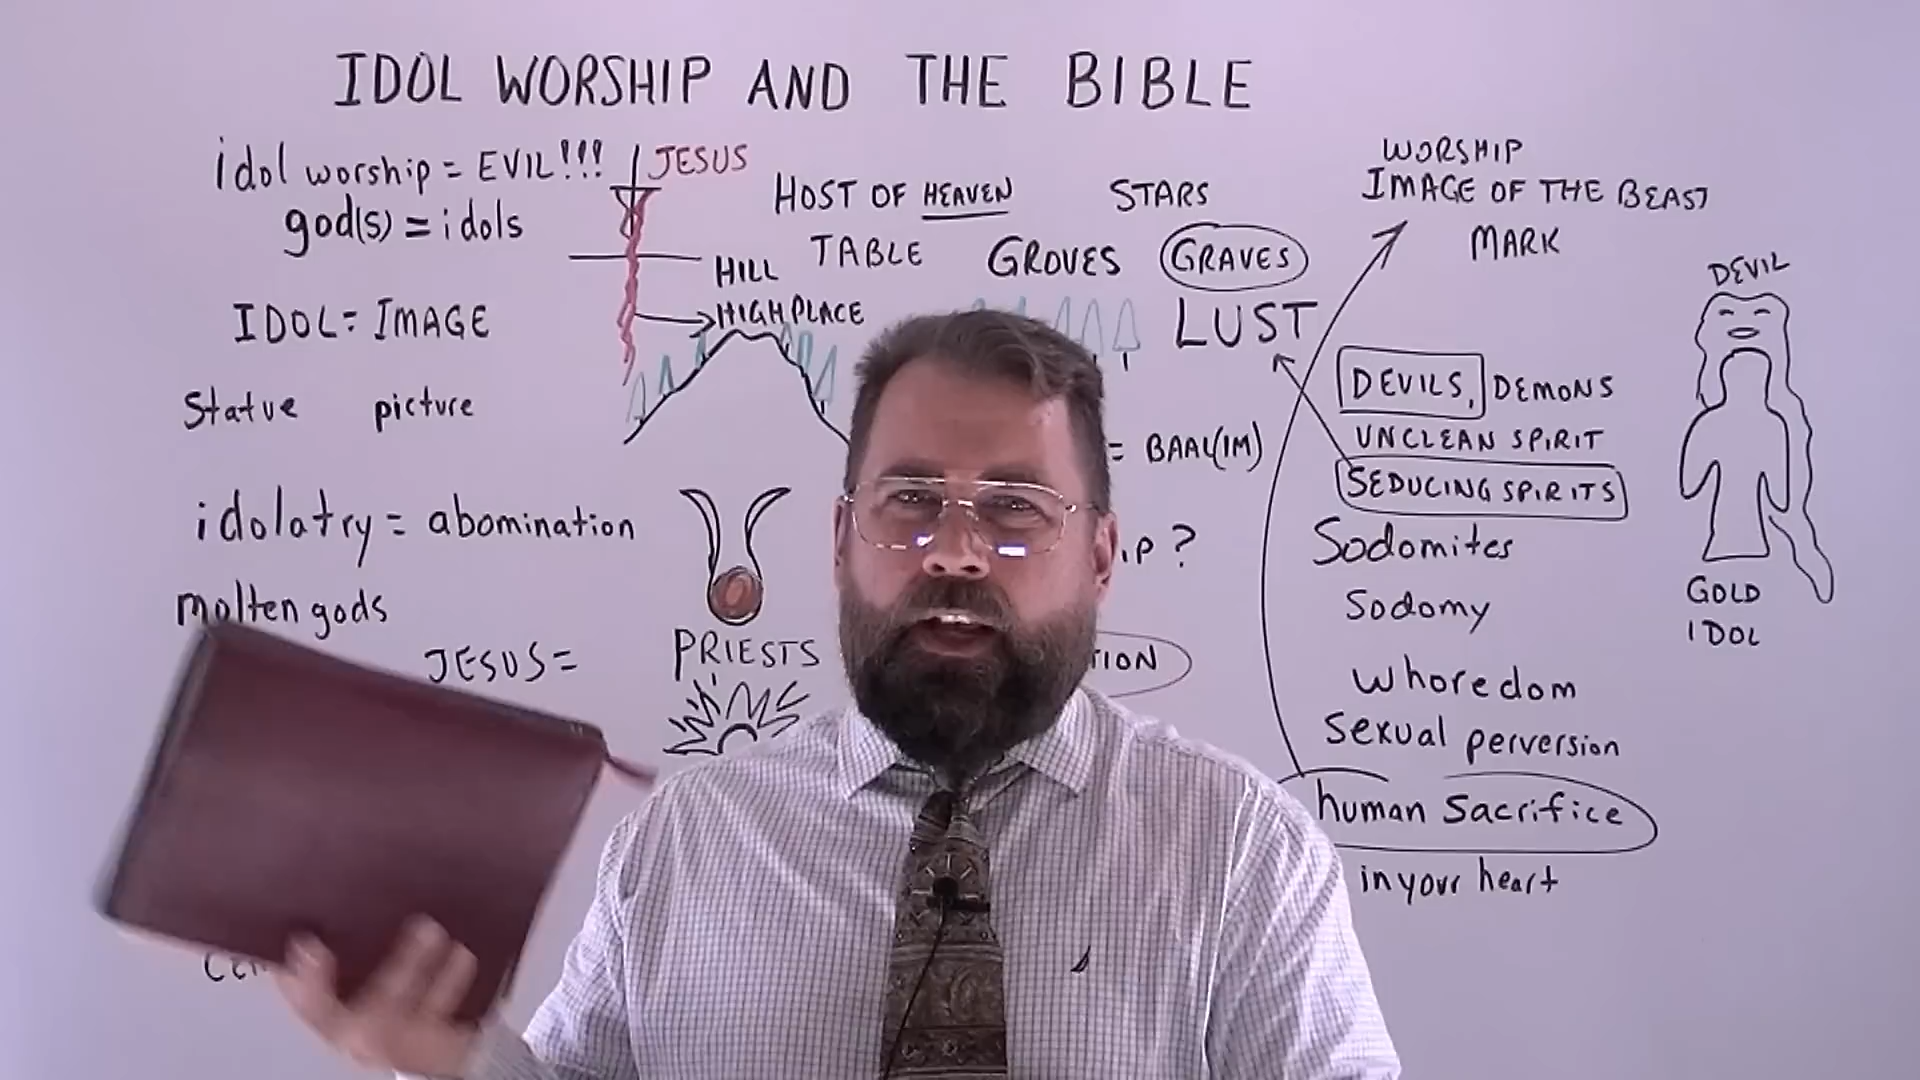 IDOL WORSHIP AND THE BIBLE
idol worship = EVIL!!!
god(s) = idols
IDOL = IMAGE
Statue picture
idolatry = abomination
molten gods
JESUS =
JESUS
HOST OF HEAVEN STARS
TABLE GROVES GRAVES
HILL
HIGH PLACE
LUST
= BAAL(IM)
?
PRIESTS
WORSHIP
IMAGE OF THE BEAST
MARK
DEVILS, DEMONS
UNCLEAN SPIRIT
SEDUCING SPIRITS
Sodomites
Sodomy
whoredom
sexual perversion
human sacrifice
in your heart
DEVIL
GOLD
IDOL